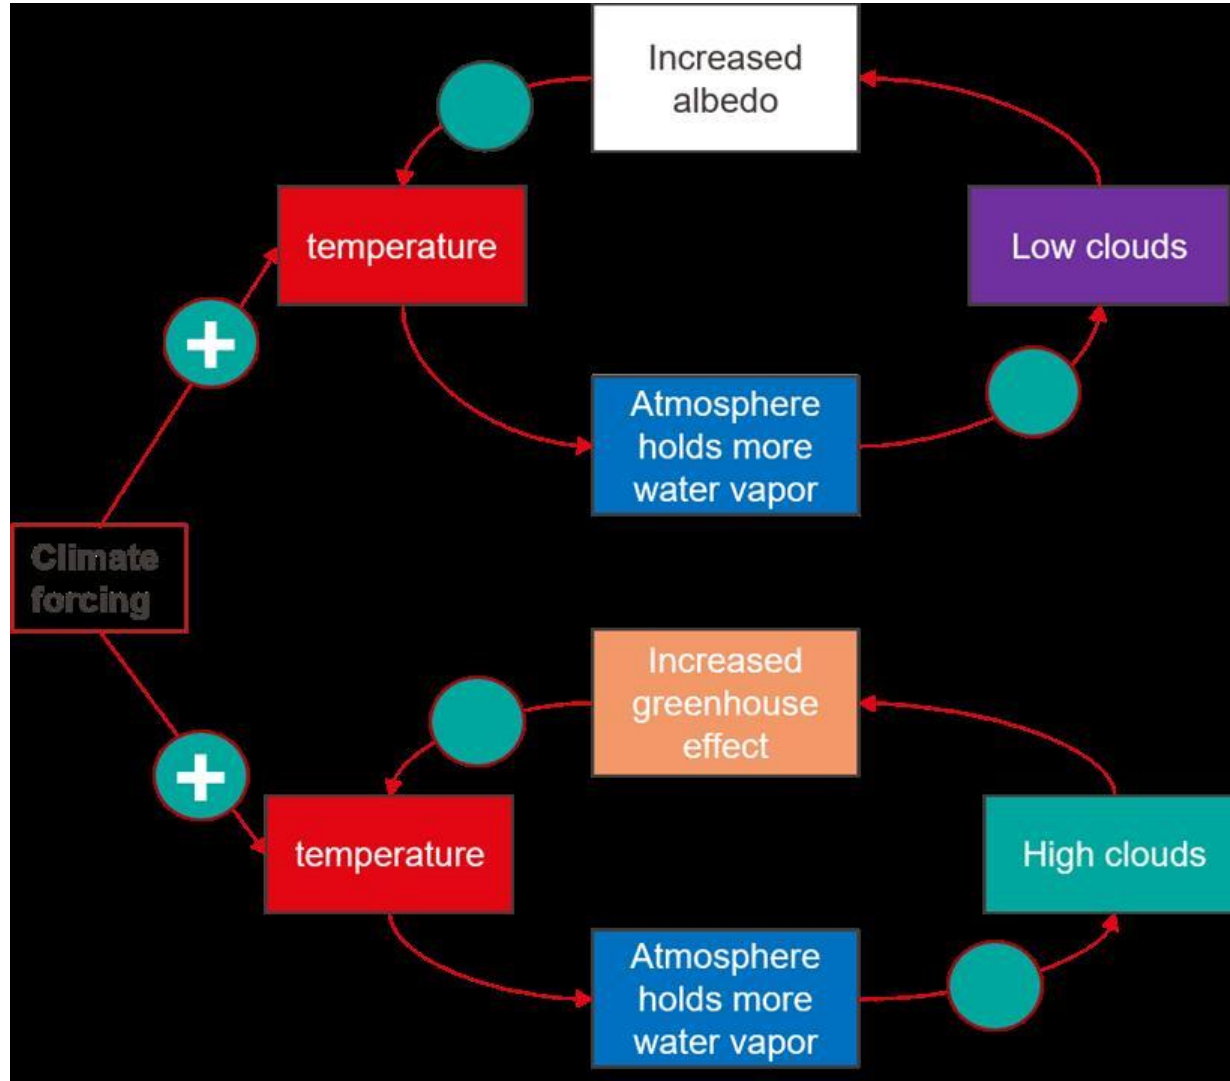 Increased
albedo
temperature
Low clouds
+
Atmosphere
holds more
water vapor
Climate
forcing
Increased
greenhouse
effect
+
temperature
High clouds
Atmosphere
holds more
water vapor